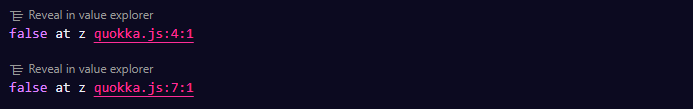 Reveal in value explorer
false at z quokka.js:4:1
Reveal in value explorer
false at z quokka.js:7:1